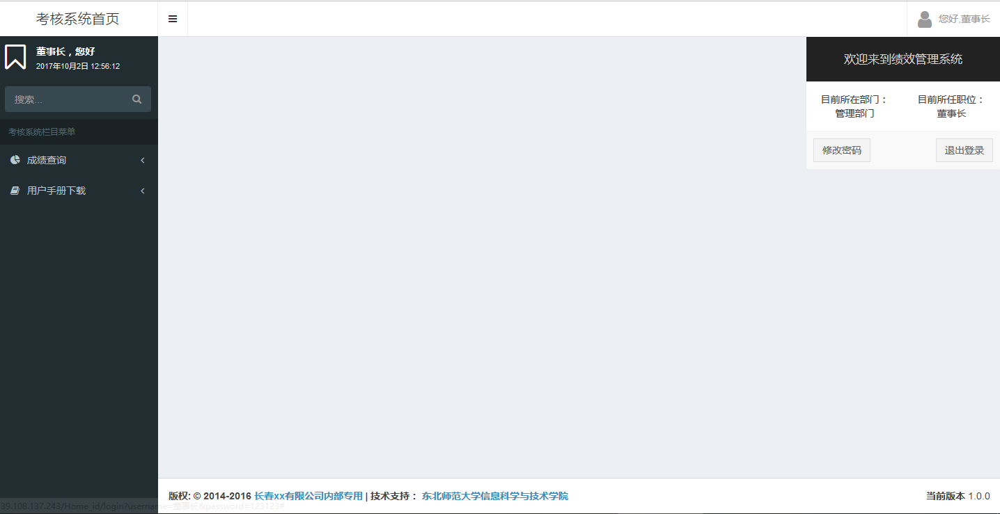 考核系统首页
您好,董事长
董事长，您好
2017年10月2日 12:56:12
搜索...
考核系统栏目菜单
成绩查询
用户手册下载
欢迎来到绩效管理系统
目前所在部门：
管理部门
目前所任职位：
董事长
修改密码
退出登录
版权: © 2014-2016 长春xx有限公司内部专用 | 技术支持： 东北师范大学信息科学与技术学院
当前版本 1.0.0
39.108.137.243/Home_id/login?username=董事长&password=123123#